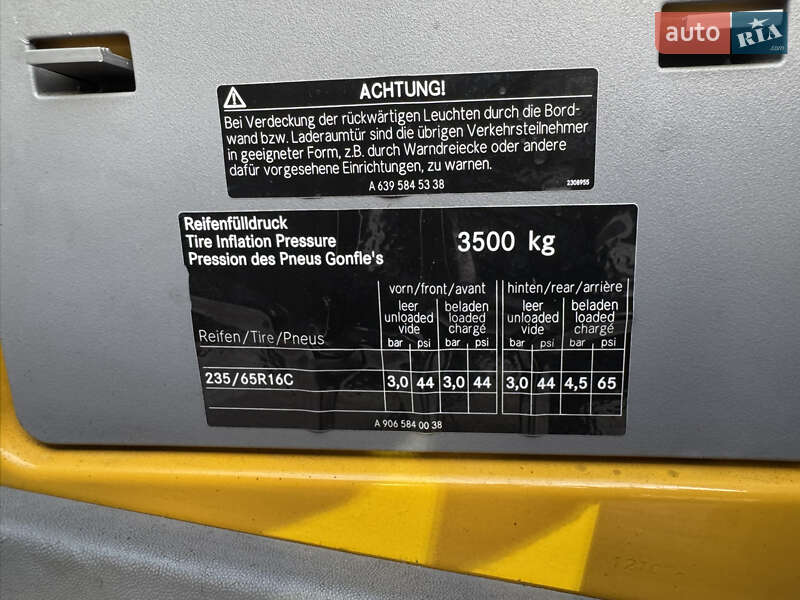 auto RIA .com
ACHTUNG!
Bei Verdeckung der rückwärtigen Leuchten durch die Bord-
wand bzw. Laderaumtür sind die übrigen Verkehrsteilnehmer
in geeigneter Form, z.B. durch Warndreiecke oder andere
dafür vorgesehene Einrichtungen, zu warnen.
A 639 584 53 38 2308955
Reifenfülldruck
Tire Inflation Pressure 3500 kg
Pression des Pneus Gonfle's
vorn/front/avant hinten/rear/arrière
leer beladen leer beladen
unloaded loaded unloaded loaded
vide chargé vide chargé
Reifen/Tire/Pneus bar psi bar psi bar psi bar psi
235/65R16C 3,0 44 3,0 44 3,0 44 4,5 65
A 906 584 00 38